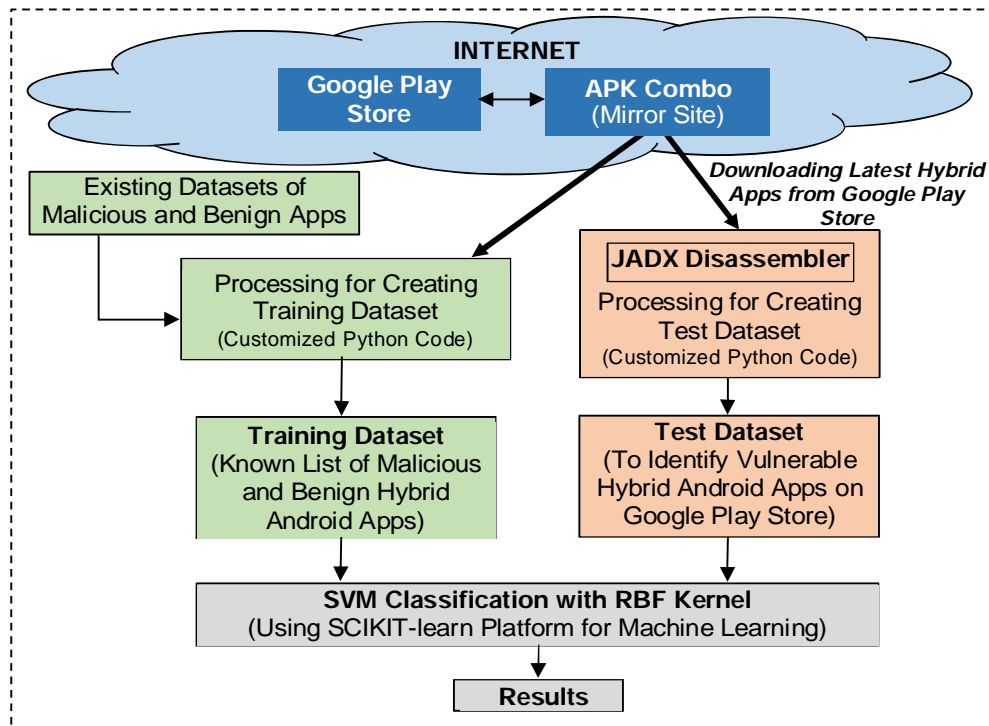 INTERNET
Google Play
Store
APK Combo
(Mirror Site)
Downloading Latest Hybrid
Apps from Google Play
Store
Existing Datasets of
Malicious and Benign Apps
Processing for Creating
Training Dataset
(Customized Python Code)
JADX Disassembler
Processing for Creating
Test Dataset
(Customized Python Code)
Training Dataset
(Known List of Malicious
and Benign Hybrid
Android Apps)
Test Dataset
(To Identify Vulnerable
Hybrid Android Apps on
Google Play Store)
SVM Classification with RBF Kernel
(Using SCIKIT-learn Platform for Machine Learning)
Results